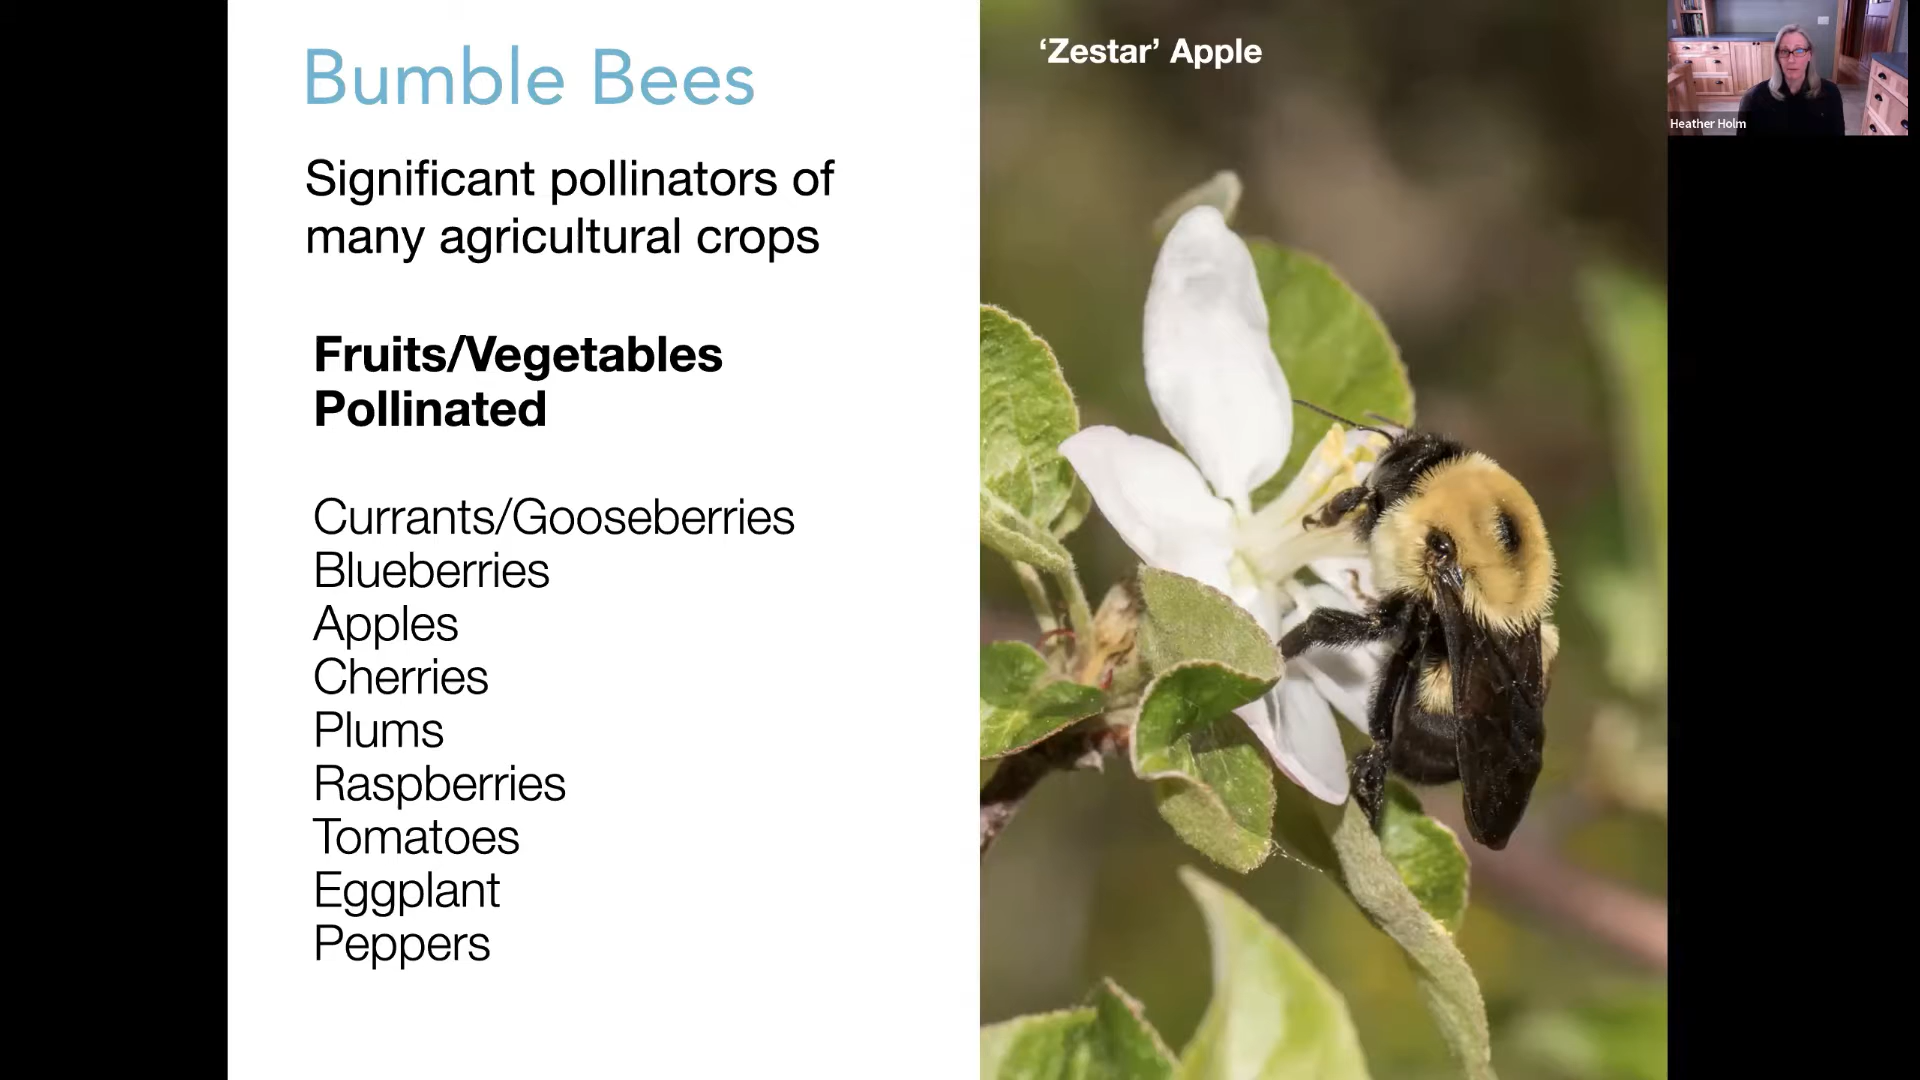 Bumble Bees
Significant pollinators of
many agricultural crops
Fruits/Vegetables
Pollinated
Currants/Gooseberries
Blueberries
Apples
Cherries
Plums
Raspberries
Tomatoes
Eggplant
Peppers
‘Zestar’ Apple
Heather Holm